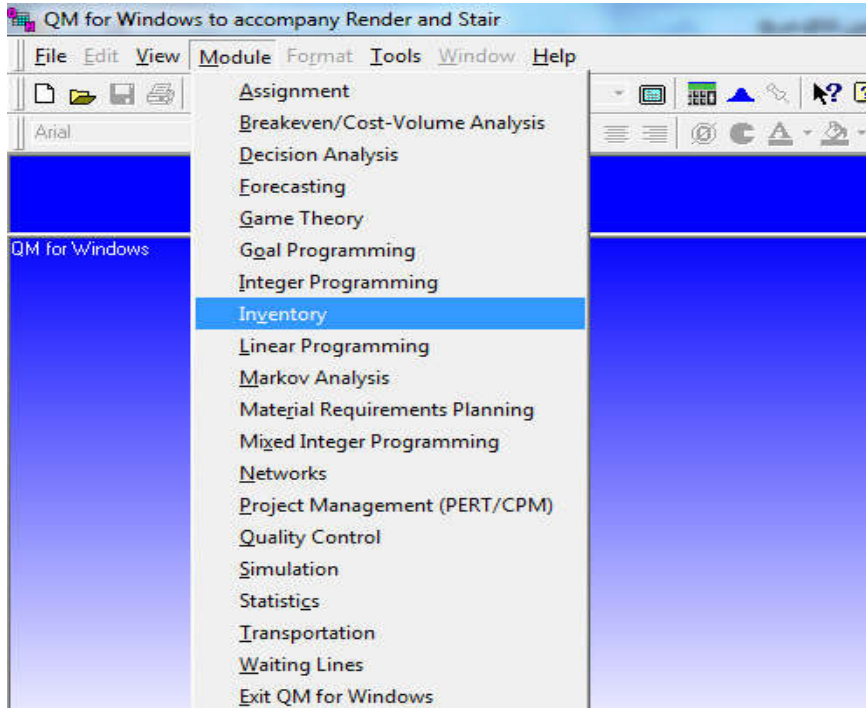 QM for Windows to accompany Render and Stair
File Edit View Module Format Tools Window Help
Arial
QM for Windows
Assignment
Breakeven/Cost-Volume Analysis
Decision Analysis
Forecasting
Game Theory
Goal Programming
Integer Programming
Inventory
Linear Programming
Markov Analysis
Material Requirements Planning
Mixed Integer Programming
Networks
Project Management (PERT/CPM)
Quality Control
Simulation
Statistics
Transportation
Waiting Lines
Exit QM for Windows